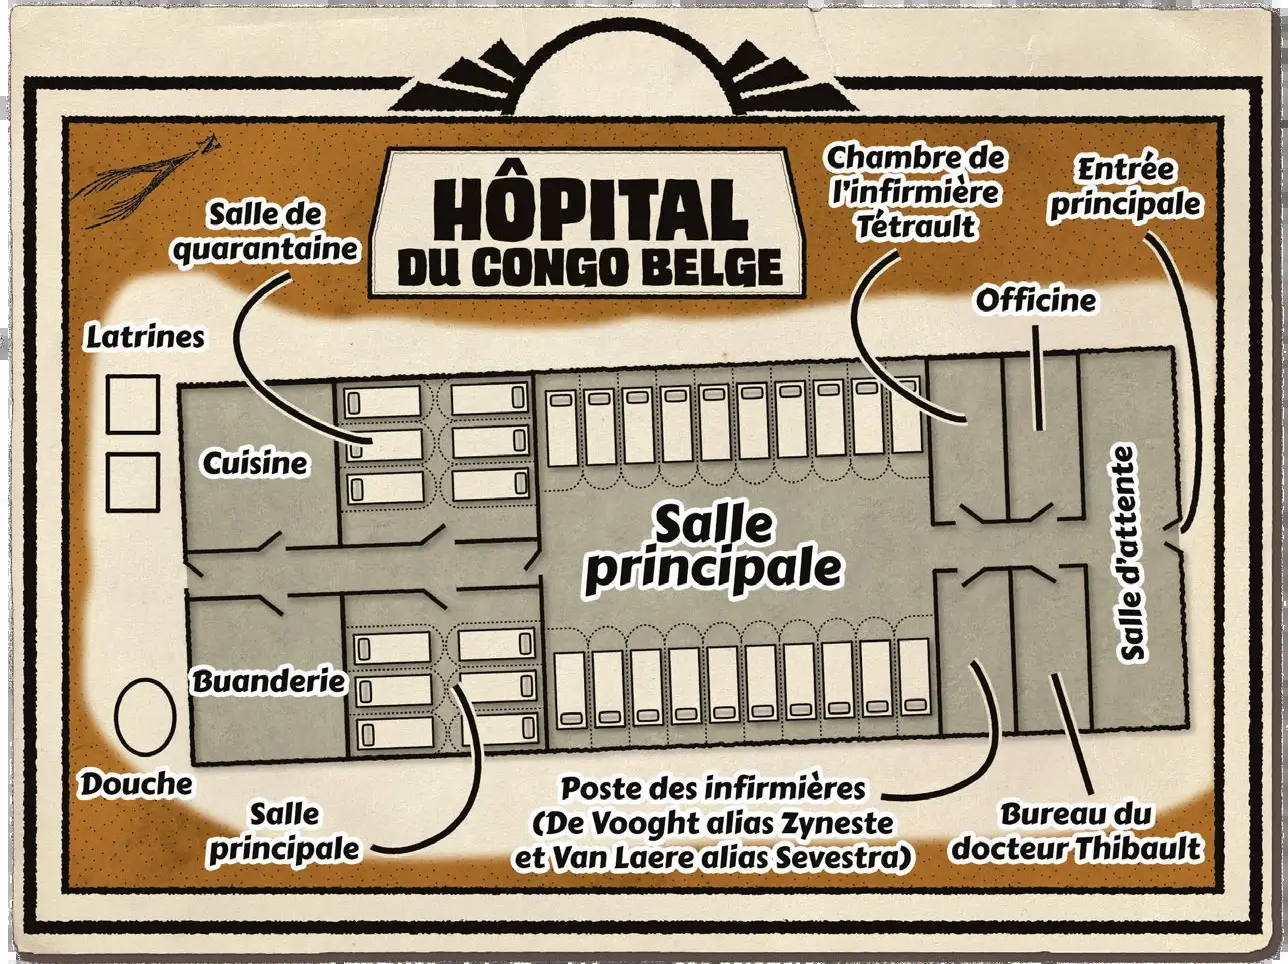 HÔPITAL
DU CONGO BELGE
Salle de
quarantaine
Chambre de
l'infirmière
Tétrault
Entrée
principale
Officine
Latrines
Cuisine
Salle
principale
Salle d'attente
Buanderie
Douche
Salle
principale
Poste des infirmières
(De Vooght alias Zyneste
et Van Laere alias Sevestra)
Bureau du
docteur Thibault